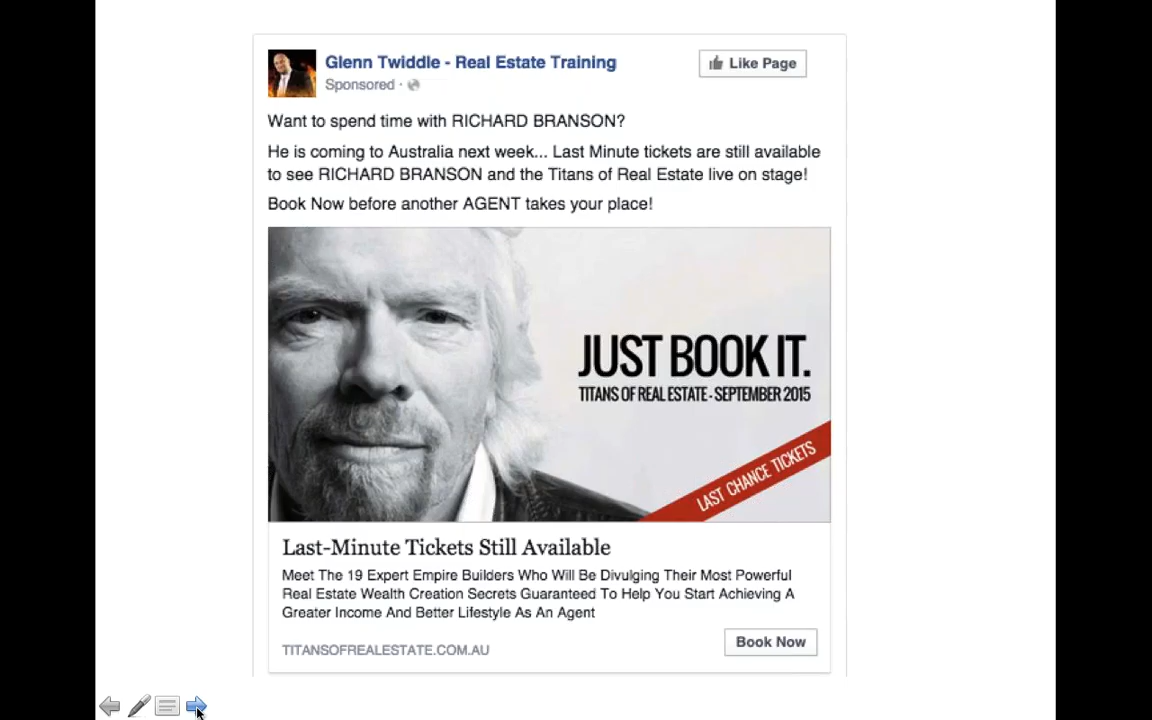 Glenn Twiddle - Real Estate Training
Like Page
Sponsored ·
Want to spend time with RICHARD BRANSON?
He is coming to Australia next week... Last Minute tickets are still available
to see RICHARD BRANSON and the Titans of Real Estate live on stage!
Book Now before another AGENT takes your place!
JUST BOOK IT.
TITANS OF REAL ESTATE - SEPTEMBER 2015
LAST CHANCE TICKETS
Last-Minute Tickets Still Available
Meet The 19 Expert Empire Builders Who Will Be Divulging Their Most Powerful
Real Estate Wealth Creation Secrets Guaranteed To Help You Start Achieving A
Greater Income And Better Lifestyle As An Agent
TITANSOFREALESTATE.COM.AU
Book Now